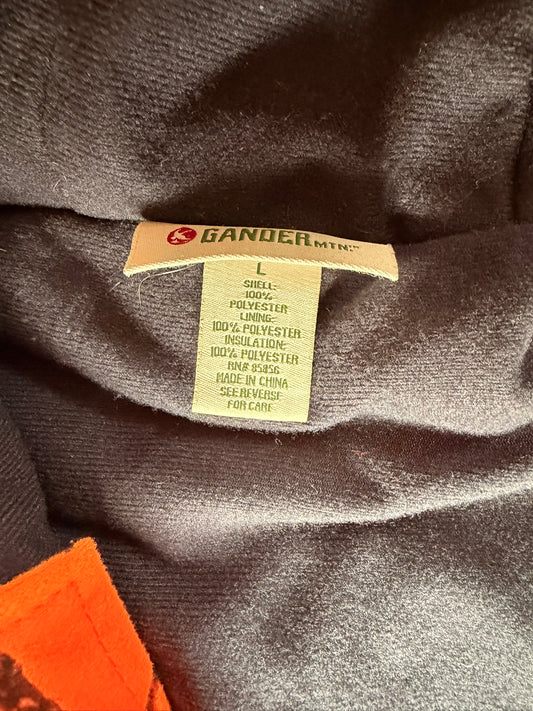 GANDER MTN.™
L
SHELL:
100%
POLYESTER
LINING:
100% POLYESTER
INSULATION:
100% POLYESTER
RN# 85856
MADE IN CHINA
SEE REVERSE
FOR CARE